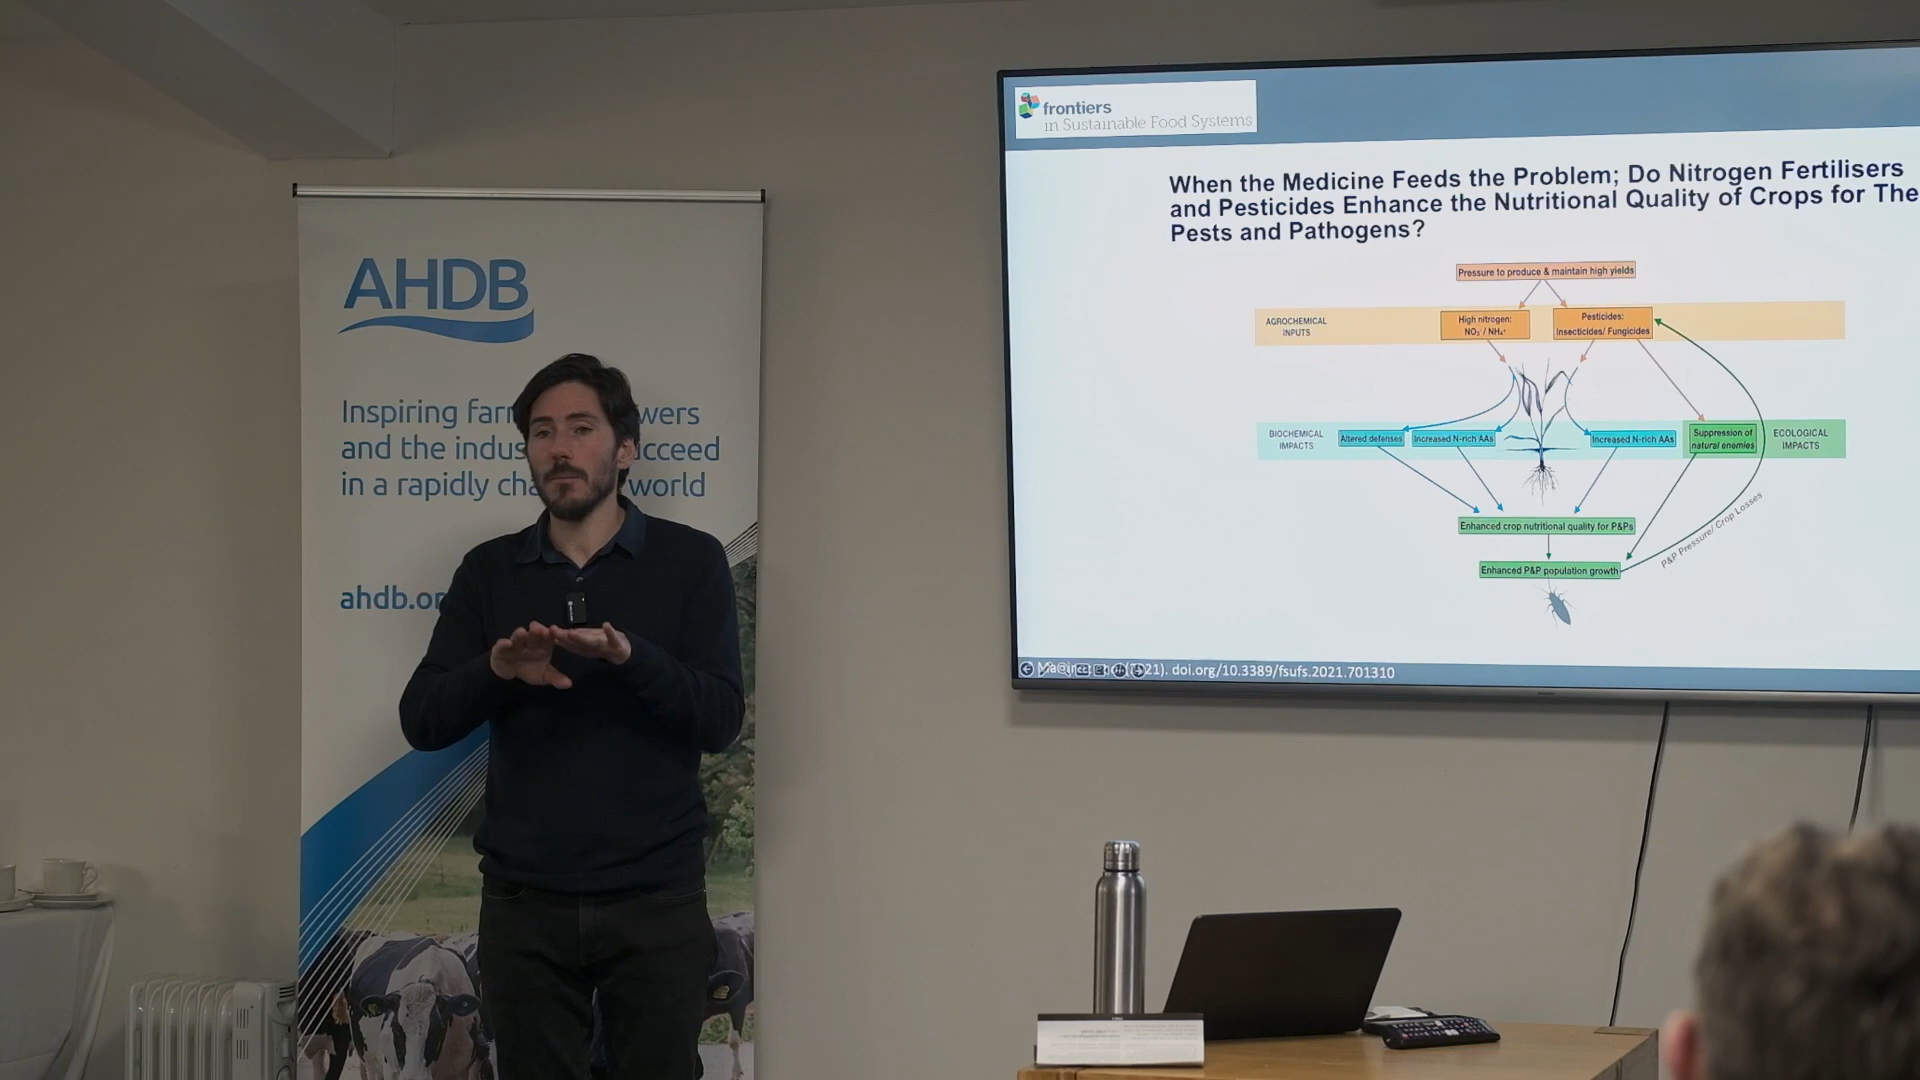 AHDB
Inspiring far
wers
and the indus
cceed
in a rapidly cha
world
ahdb.or
frontiers
in Sustainable Food Systems
When the Medicine Feeds the Problem; Do Nitrogen Fertilisers
and Pesticides Enhance the Nutritional Quality of Crops for The
Pests and Pathogens?
Pressure to produce & maintain high yields
AGROCHEMICAL
INPUTS
High nitrogen:
NO₃⁻/ NH₄⁺
Pesticides:
Insecticides/ Fungicides
BIOCHEMICAL
IMPACTS
Altered defenses
Increased N-rich AAs
Increased N-rich AAs
Suppression of
natural enemies
ECOLOGICAL
IMPACTS
Enhanced crop nutritional quality for P&Ps
Enhanced P&P population growth
P&P Pressure/ Crop Losses
21). doi.org/10.3389/fsufs.2021.701310